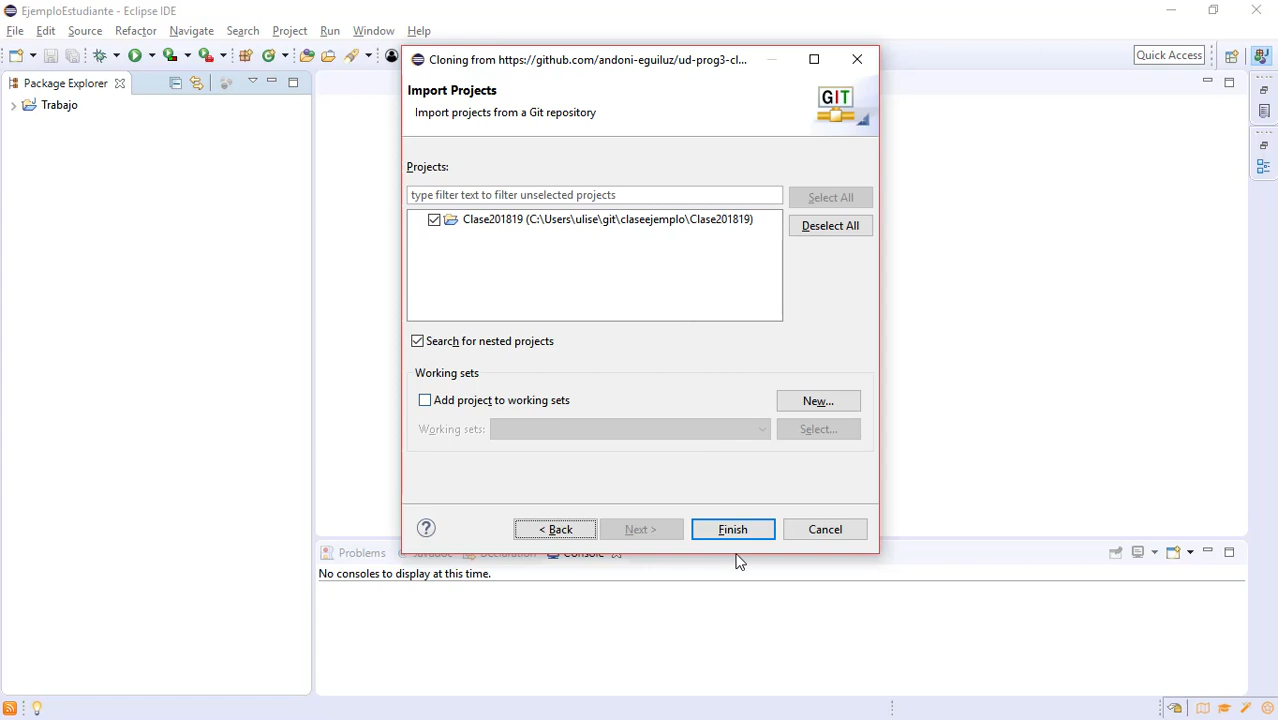 EjemploEstudiante - Eclipse IDE
File Edit Source Refactor Navigate Search Project Run Window Help
Quick Access
Package Explorer
Trabajo
Cloning from https://github.com/andoni-eguiluz/ud-prog3-cl...
Import Projects
Import projects from a Git repository
GIT
Projects:
type filter text to filter unselected projects
Select All
Clase201819 (C:\Users\ulise\git\claseejemplo\Clase201819)
Deselect All
Search for nested projects
Working sets
Add project to working sets
New...
Working sets:
Select...
< Back
Next >
Finish
Cancel
Problems Javadoc Declaration Console
No consoles to display at this time.